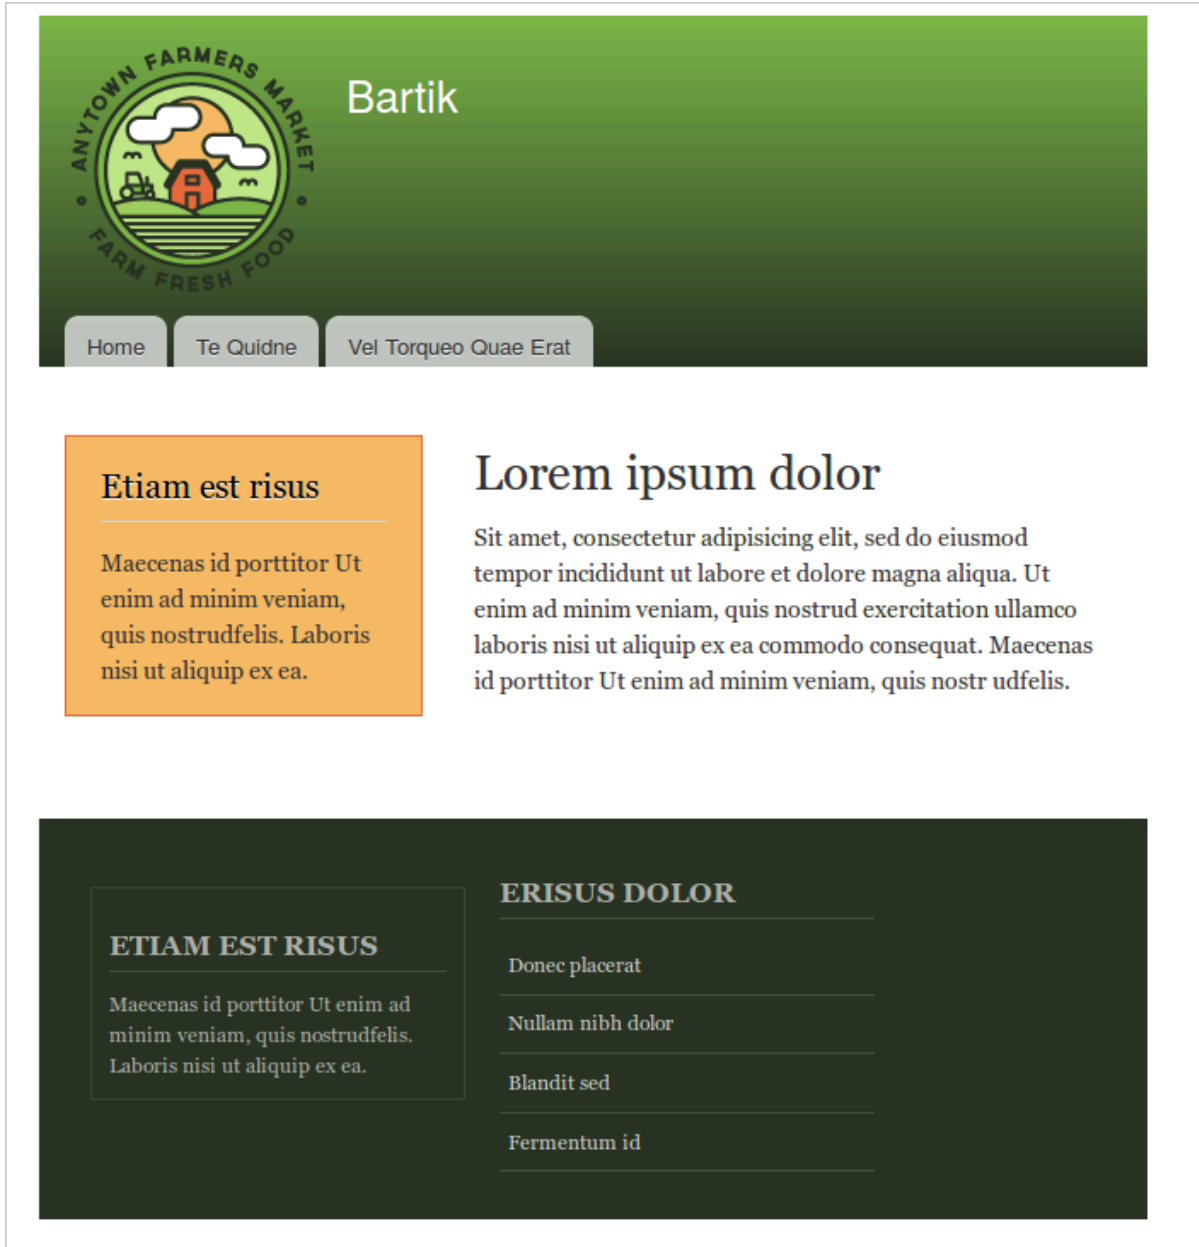 ANYTOWN FARMERS MARKET
FARM FRESH FOOD
Bartik
Home
Te Quidne
Vel Torqueo Quae Erat
Etiam est risus
Maecenas id porttitor Ut
enim ad minim veniam,
quis nostrudfelis. Laboris
nisi ut aliquip ex ea.
Lorem ipsum dolor
Sit amet, consectetur adipisicing elit, sed do eiusmod
tempor incididunt ut labore et dolore magna aliqua. Ut
enim ad minim veniam, quis nostrud exercitation ullamco
laboris nisi ut aliquip ex ea commodo consequat. Maecenas
id porttitor Ut enim ad minim veniam, quis nostr udfelis.
ETIAM EST RISUS
Maecenas id porttitor Ut enim ad
minim veniam, quis nostrudfelis.
Laboris nisi ut aliquip ex ea.
ERISUS DOLOR
Donec placerat
Nullam nibh dolor
Blandit sed
Fermentum id